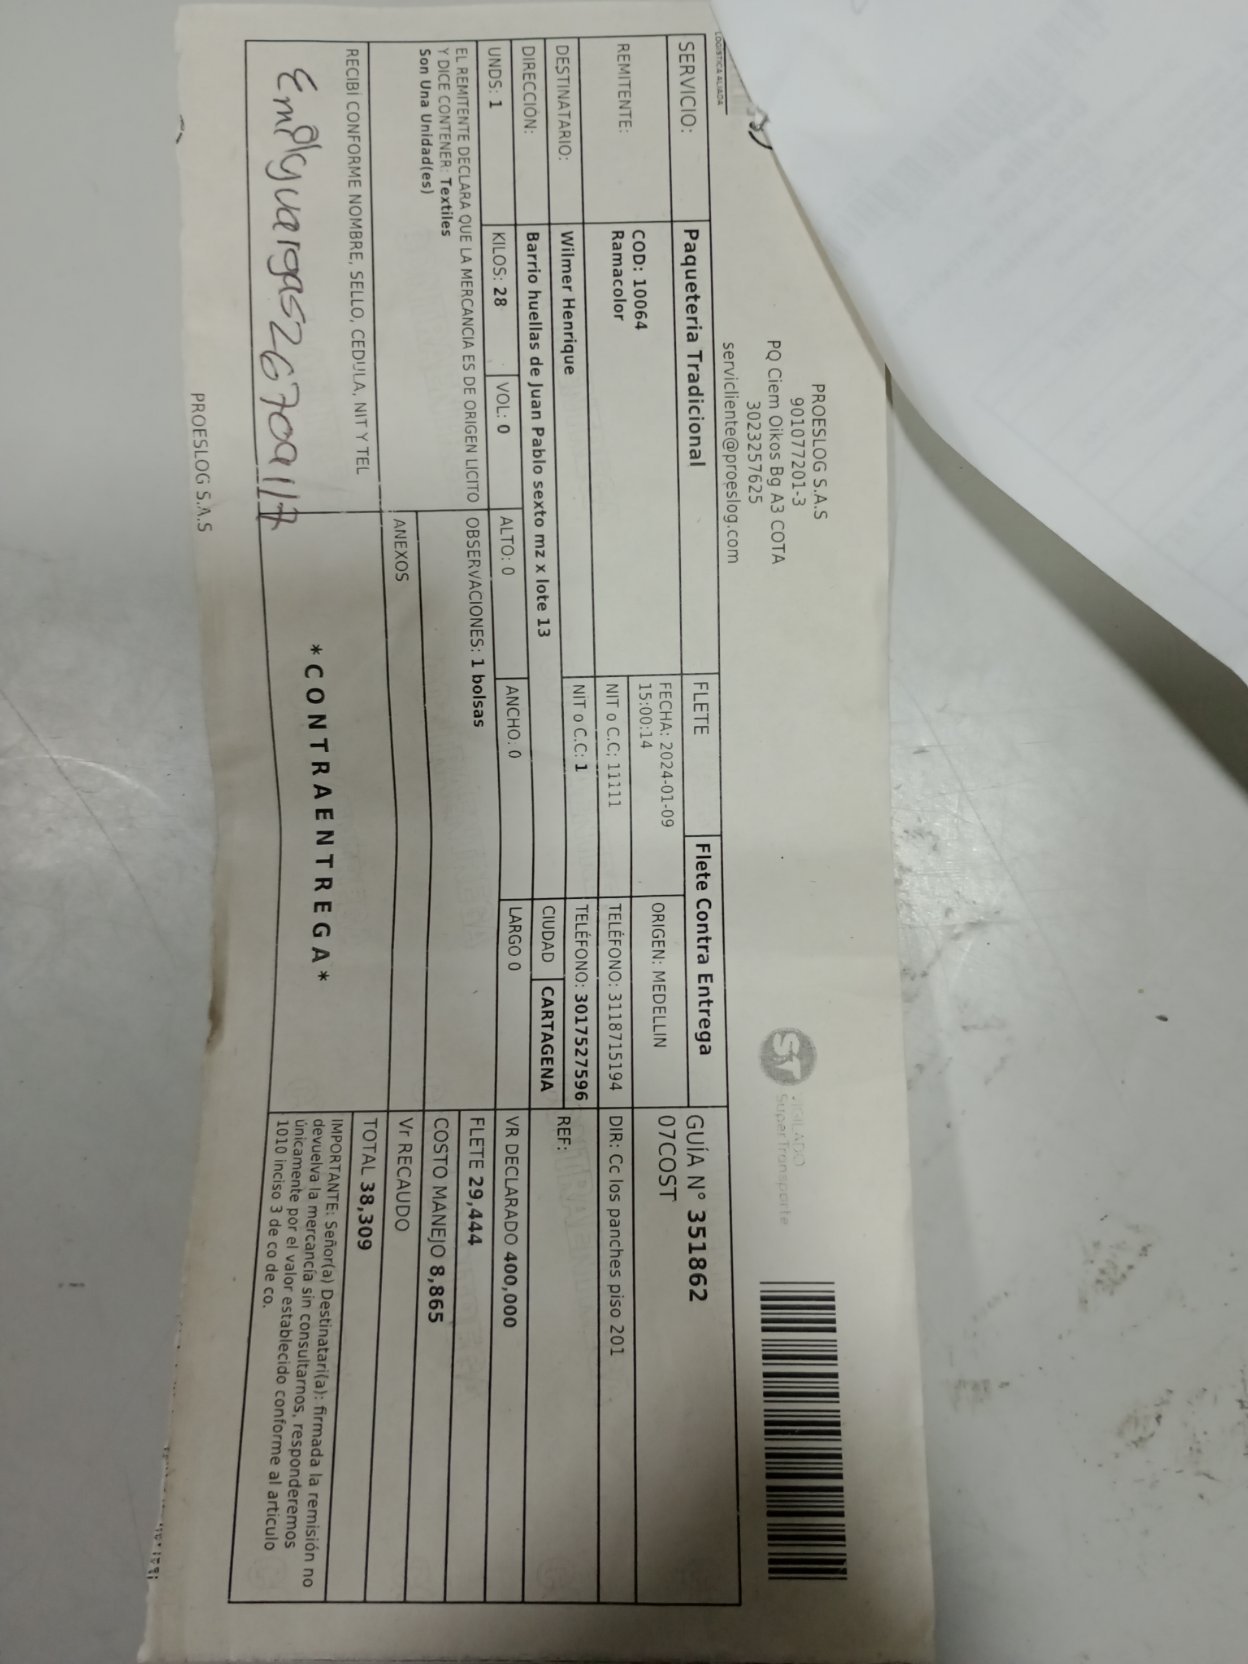 LOGISTICA ALIADA
PROESLOG S.A.S
901077201-3
PQ Ciem Oikos Bg A3 COTA
3023257625
servicliente@proeslog.com
ST VIGILADO
SuperTransporte
SERVICIO: Paqueteria Tradicional FLETE Flete Contra Entrega GUÍA N° 351862
07COST
REMITENTE: COD: 10064
Ramacolor
FECHA: 2024-01-09
15:00:14
ORIGEN: MEDELLIN
NIT o C.C: 11111 TELÉFONO: 3118715194 DIR: Cc los panches piso 201
DESTINATARIO: Wilmer Henrique NIT o C.C: 1 TELÉFONO: 3017527596 REF:
DIRECCIÓN: Barrio huellas de Juan Pablo sexto mz x lote 13 CIUDAD CARTAGENA
UNDS: 1 KILOS: 28 VOL: 0 ALTO: 0 ANCHO: 0 LARGO 0 VR DECLARADO 400,000
EL REMITENTE DECLARA QUE LA MERCANCIA ES DE ORIGEN LICITO
Y DICE CONTENER: Textiles
Son Una Unidad(es)
OBSERVACIONES: 1 bolsas
FLETE 29,444
COSTO MANEJO 8,865
ANEXOS
Vr RECAUDO
RECIBÍ CONFORME NOMBRE, SELLO, CEDULA, NIT Y TEL
TOTAL 38,309
*CONTRAENTREGA*
IMPORTANTE: Señor(a) Destinatari(a): firmada la remisión no
devuelva la mercancía sin consultarnos, responderemos
únicamente por el valor establecido conforme al articulo
1010 inciso 3 de co de co.
PROESLOG S.A.S